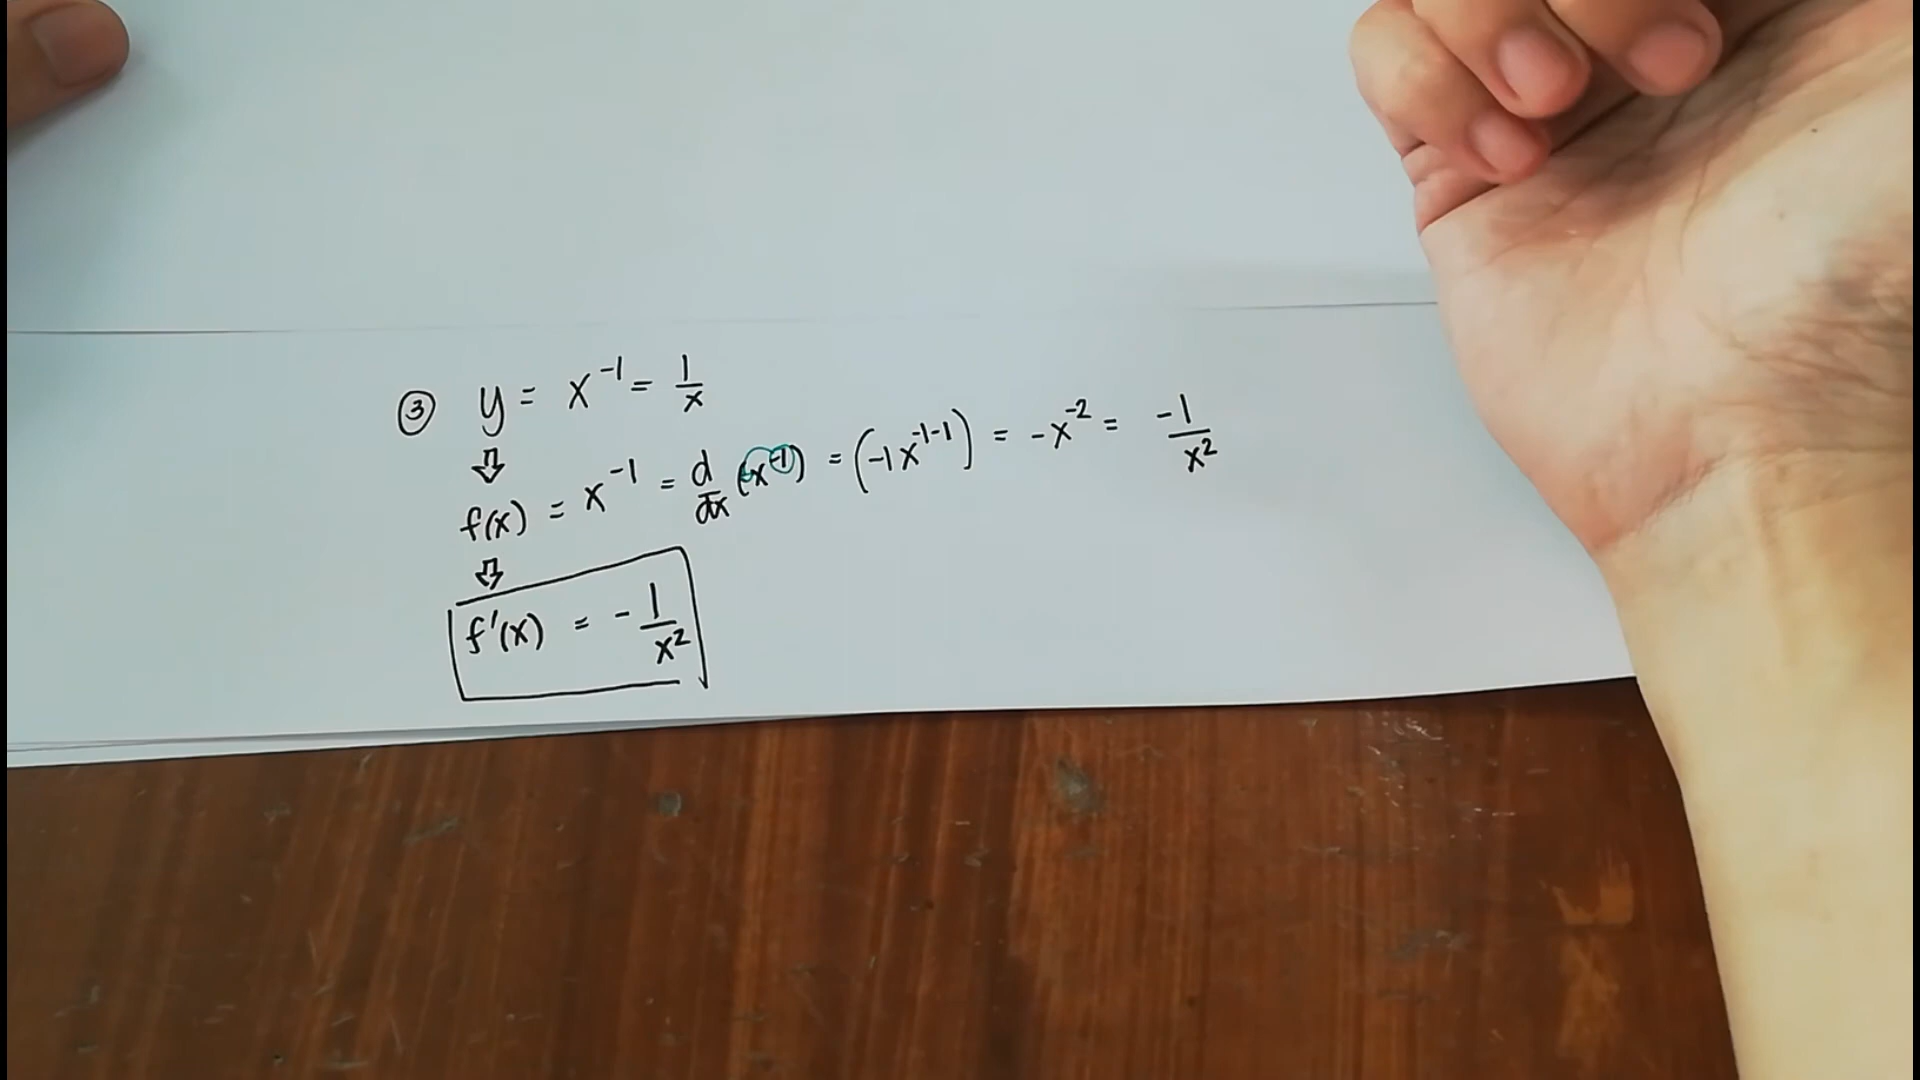 ③ y = x⁻¹ = 1/x
⇩
f(x) = x⁻¹ = d/dx (x⁻¹) = (-1x⁻¹⁻¹) = -x⁻² = -1/x²
⇩
f'(x) = - 1/x²